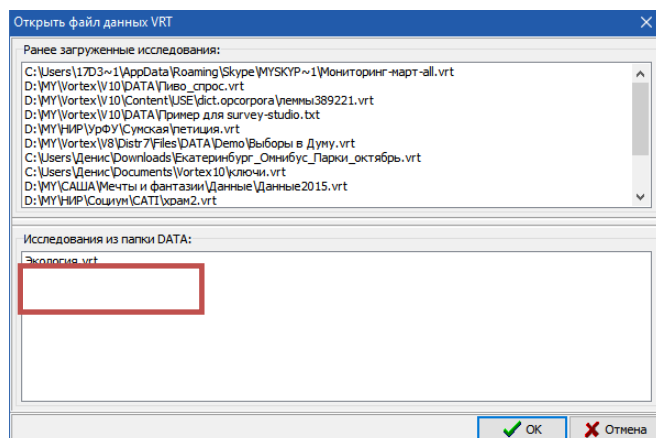 Открыть файл данных VRT
Ранее загруженные исследования:
C:\Users\17D3~1\AppData\Roaming\Skype\MYSKYP~1\Мониторинг-март-all.vrt
D:\MY\Vortex\V10\DATA\Пиво_спрос.vrt
D:\MY\Vortex\V10\Content\USE\dict.opcorpora\леммы389221.vrt
D:\MY\Vortex\V10\DATA\Пример для survey-studio.txt
D:\MY\НИР\УрФУ\Сумская\петиция.vrt
D:\MY\Vortex\V8\Distr7\Files\DATA\Demo\Выборы в Думу.vrt
C:\Users\Денис\Downloads\Екатеринбург_Омнибус_Парки_октябрь.vrt
C:\Users\Денис\Documents\Vortex10\ключи.vrt
D:\MY\САША\Мечты и фантазии\Данные\Данные2015.vrt
D:\MY\НИР\Социум\CATI\храм2.vrt
Исследования из папки DATA:
Экология.vrt
OK
Отмена